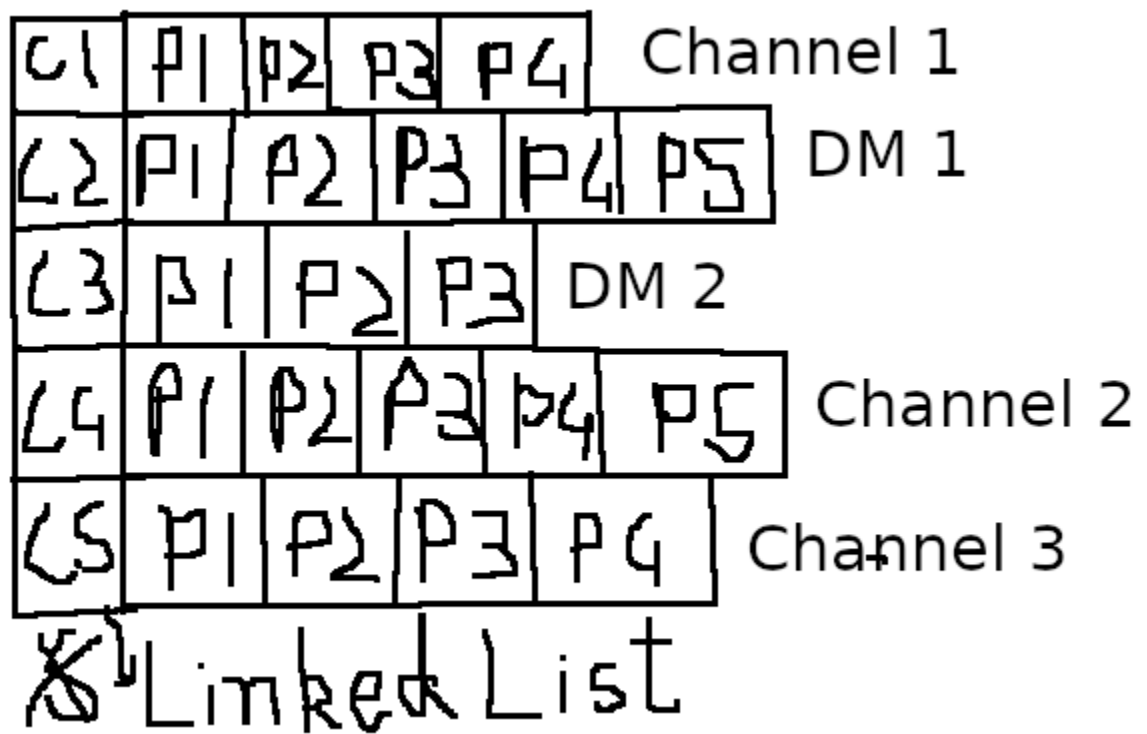 C1 P1 P2 P3 P4 Channel 1
C2 P1 P2 P3 P4 P5 DM 1
C3 P1 P2 P3 DM 2
C4 P1 P2 P3 P4 P5 Channel 2
C5 P1 P2 P3 P4 Channel 3
Linked List